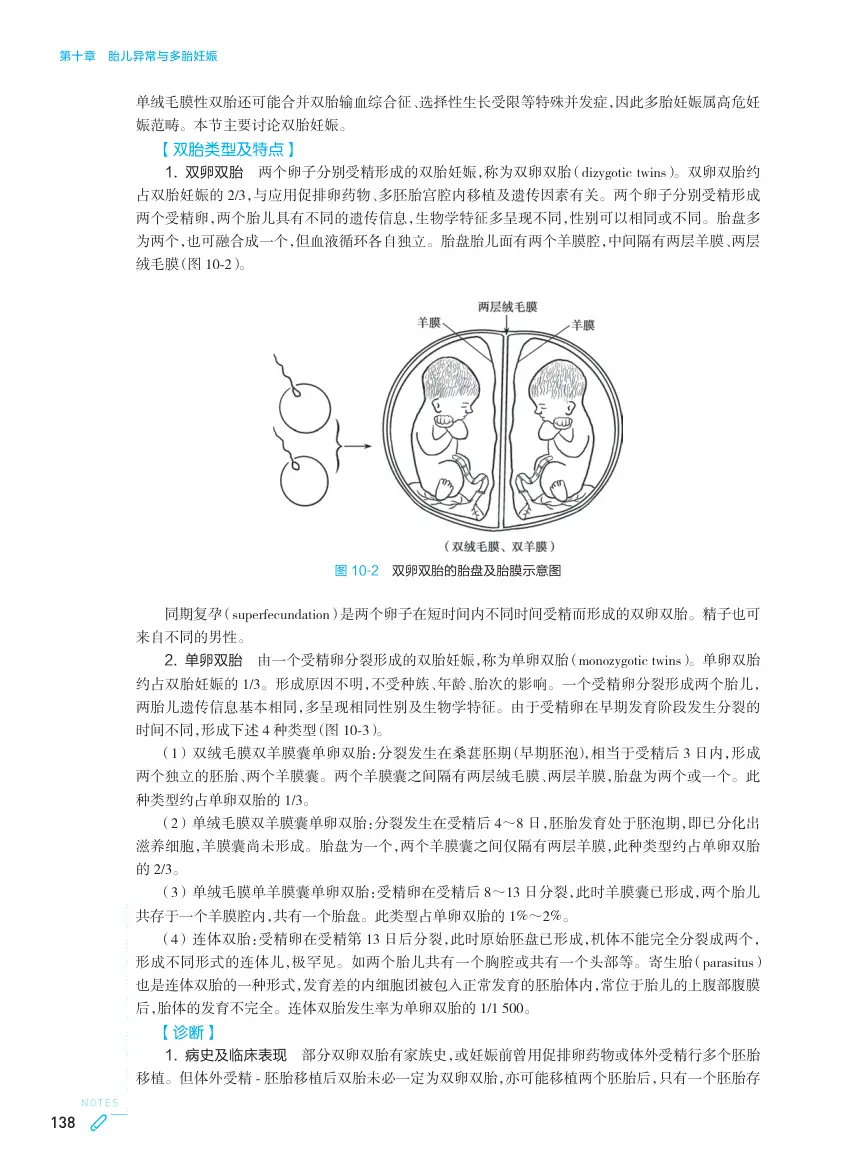 第十章　胎儿异常与多胎妊娠
单绒毛膜性双胎还可能合并双胎输血综合征、选择性生长受限等特殊并发症,因此多胎妊娠属高危妊
娠范畴。本节主要讨论双胎妊娠。
【双胎类型及特点】
1. 双卵双胎　两个卵子分别受精形成的双胎妊娠,称为双卵双胎(dizygotic twins)。双卵双胎约
占双胎妊娠的 2/3,与应用促排卵药物、多胚胎宫腔内移植及遗传因素有关。两个卵子分别受精形成
两个受精卵,两个胎儿具有不同的遗传信息,生物学特征多呈现不同,性别可以相同或不同。胎盘多
为两个,也可融合成一个,但血液循环各自独立。胎盘胎儿面有两个羊膜腔,中间隔有两层羊膜、两层
绒毛膜(图 10-2)。
两层绒毛膜
羊膜
羊膜
(双绒毛膜、双羊膜)
图 10-2　双卵双胎的胎盘及胎膜示意图
同期复孕(superfecundation)是两个卵子在短时间内不同时间受精而形成的双卵双胎。精子也可
来自不同的男性。
2. 单卵双胎　由一个受精卵分裂形成的双胎妊娠,称为单卵双胎(monozygotic twins)。单卵双胎
约占双胎妊娠的 1/3。形成原因不明,不受种族、年龄、胎次的影响。一个受精卵分裂形成两个胎儿,
两胎儿遗传信息基本相同,多呈现相同性别及生物学特征。由于受精卵在早期发育阶段发生分裂的
时间不同,形成下述 4 种类型(图 10-3)。
(1)双绒毛膜双羊膜囊单卵双胎:分裂发生在桑葚胚期(早期胚泡),相当于受精后 3 日内,形成
两个独立的胚胎、两个羊膜囊。两个羊膜囊之间隔有两层绒毛膜、两层羊膜,胎盘为两个或一个。此
种类型约占单卵双胎的 1/3。
(2)单绒毛膜双羊膜囊单卵双胎:分裂发生在受精后 4～8 日,胚胎发育处于胚泡期,即已分化出
滋养细胞,羊膜囊尚未形成。胎盘为一个,两个羊膜囊之间仅隔有两层羊膜,此种类型约占单卵双胎
的 2/3。
(3)单绒毛膜单羊膜囊单卵双胎:受精卵在受精后 8～13 日分裂,此时羊膜囊已形成,两个胎儿
共存于一个羊膜腔内,共有一个胎盘。此类型占单卵双胎的 1%～2%。
(4)连体双胎:受精卵在受精第 13 日后分裂,此时原始胚盘已形成,机体不能完全分裂成两个,
形成不同形式的连体儿,极罕见。如两个胎儿共有一个胸腔或共有一个头部等。寄生胎(parasitus)
也是连体双胎的一种形式,发育差的内细胞团被包入正常发育的胚胎体内,常位于胎儿的上腹部腹膜
后,胎体的发育不完全。连体双胎发生率为单卵双胎的 1/1 500。
【诊断】
1. 病史及临床表现　部分双卵双胎有家族史,或妊娠前曾用促排卵药物或体外受精行多个胚胎
移植。但体外受精 - 胚胎移植后双胎未必一定为双卵双胎,亦可能移植两个胚胎后,只有一个胚胎存
NOTES
138